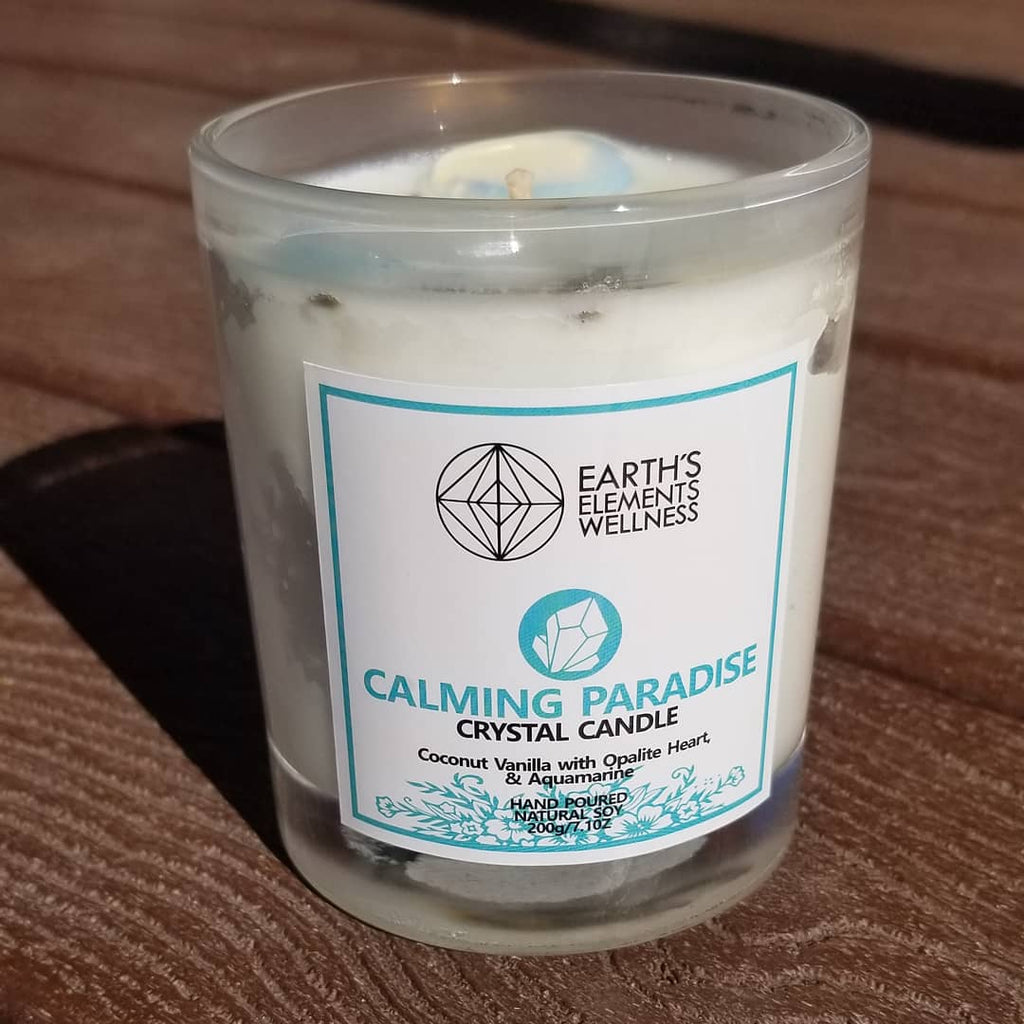 EARTH'S
ELEMENTS
WELLNESS
CALMING PARADISE
CRYSTAL CANDLE
Coconut Vanilla with Opalite Heart,
& Aquamarine
HAND POURED
NATURAL SOY
200g/7.1OZ